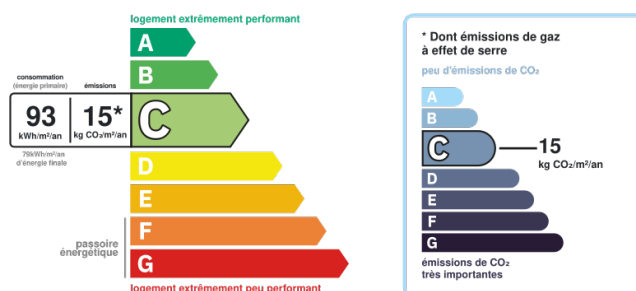 logement extrêmement performant
A
B
consommation
(énergie primaire)
émissions
93
kWh/m²/an
15*
kg CO₂/m²/an
C
79kWh/m²/an
d'énergie finale
D
E
F
G
passoire
énergétique
logement extrêmement peu performant
* Dont émissions de gaz
à effet de serre
peu d'émissions de CO₂
A
B
C
15
kg CO₂/m²/an
D
E
F
G
émissions de CO₂
très importantes